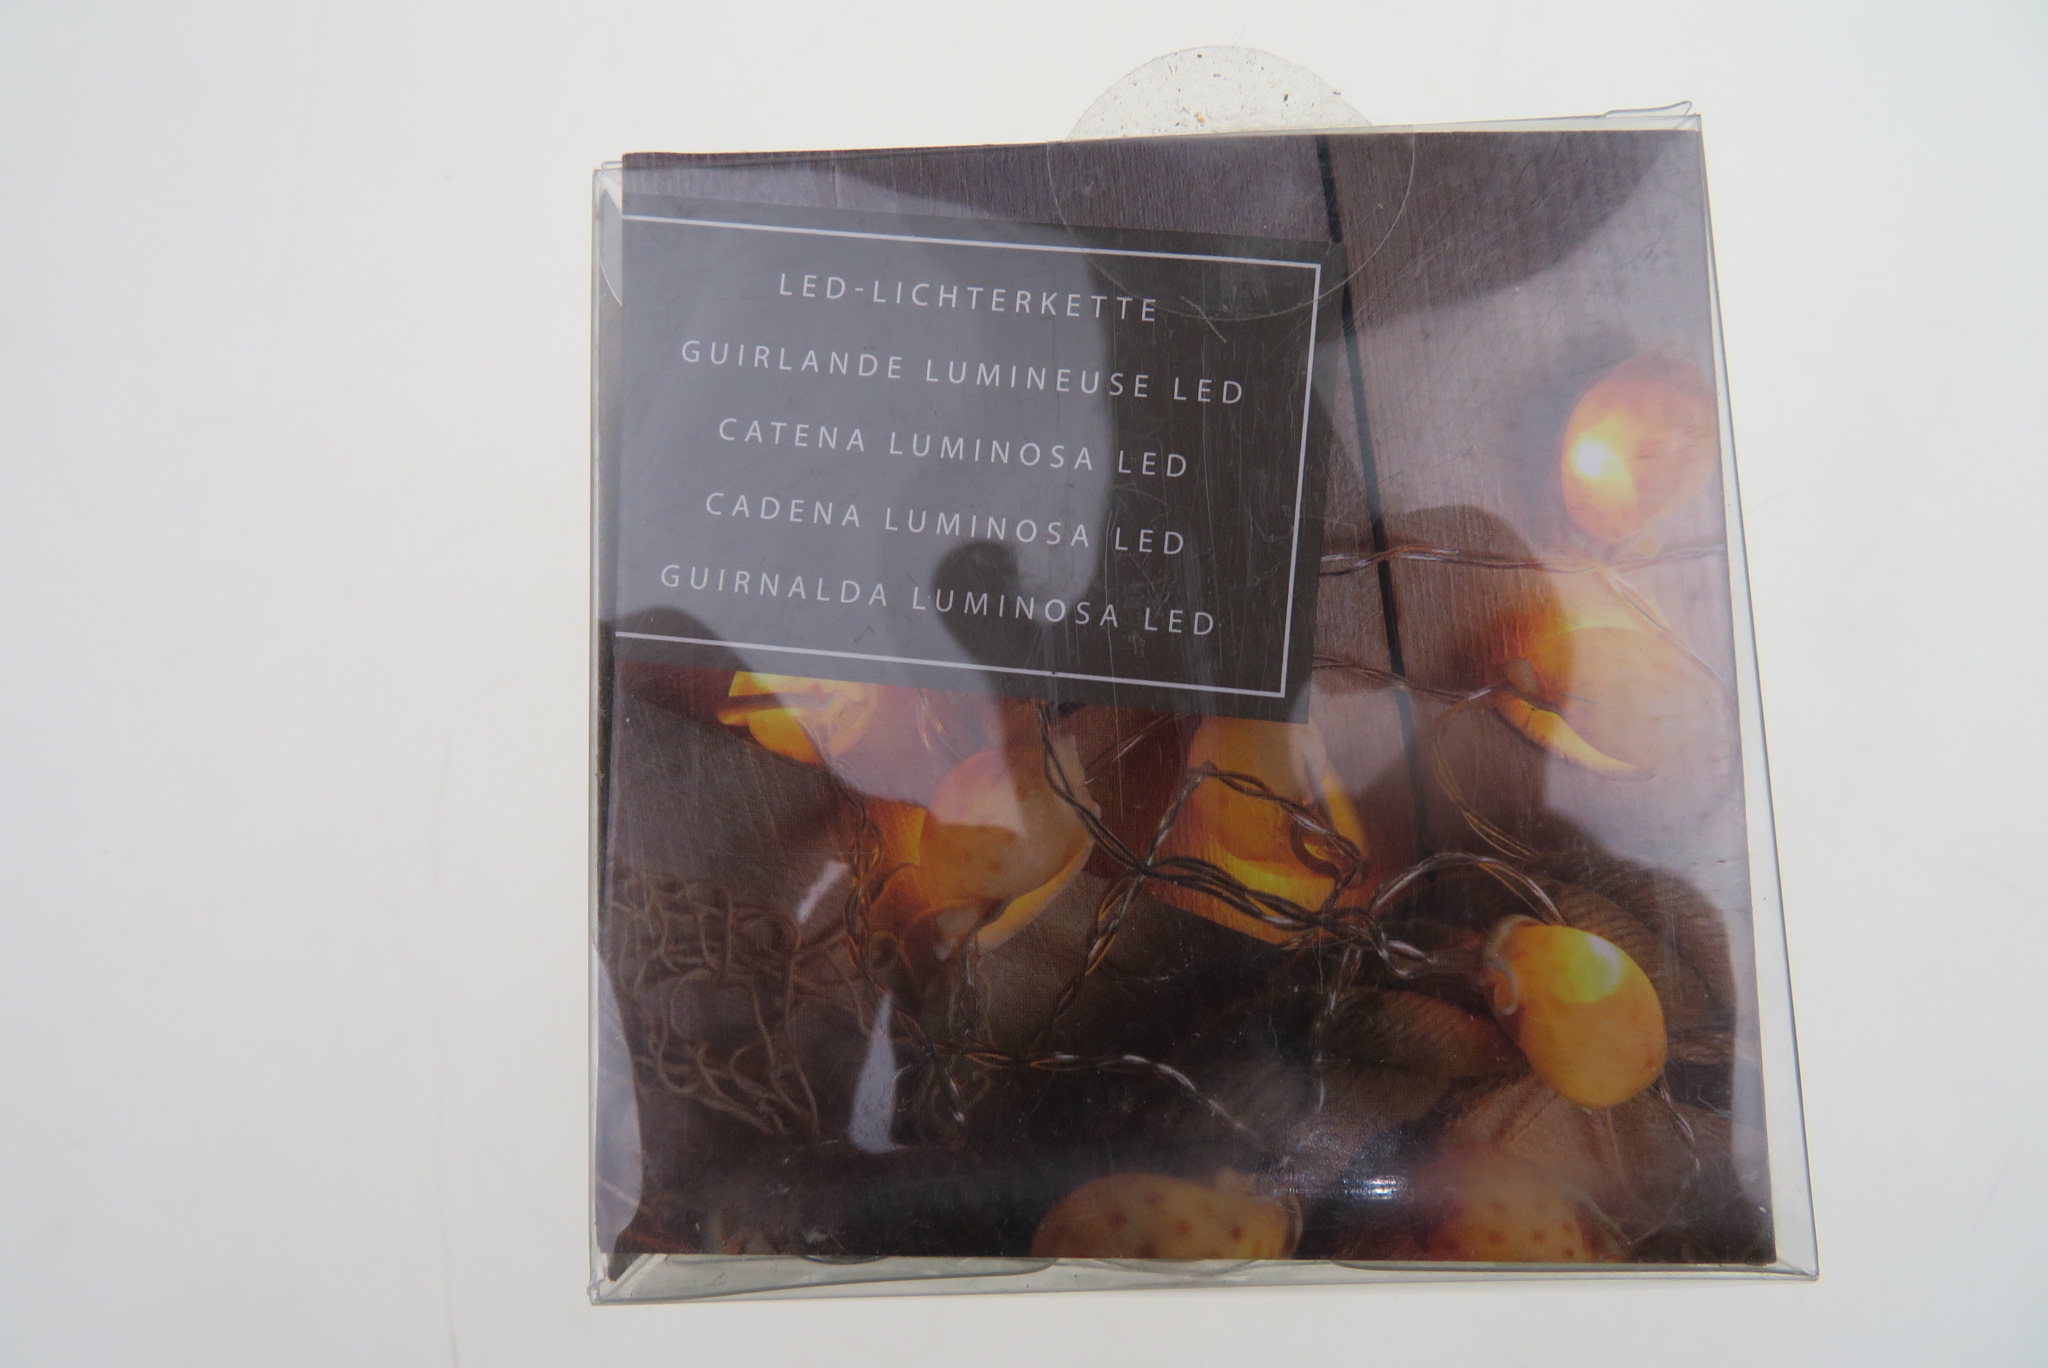 LED-LICHTERKETTE
GUIRLANDE LUMINEUSE LED
CATENA LUMINOSA LED
CADENA LUMINOSA LED
GUIRNALDA LUMINOSA LED